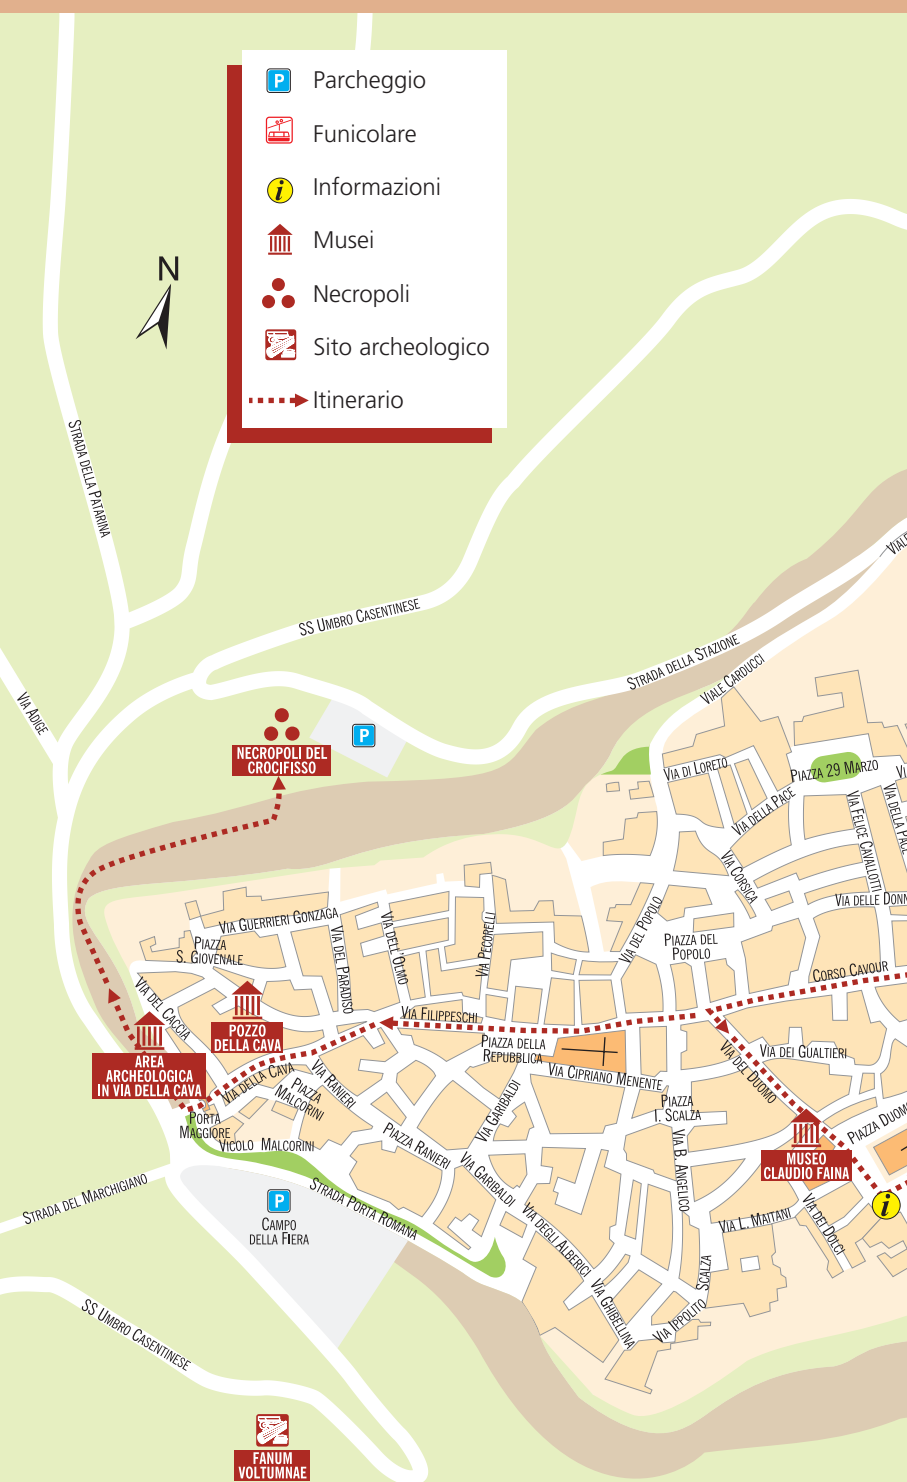 P Parcheggio
Funicolare
i Informazioni
Musei
Necropoli
Sito archeologico
Itinerario
N
STRADA DELLA PATARINA
SS UMBRO CASENTINESE
STRADA DELLA STAZIONE
VIALE CARDUCCI
VIALE
VIA ADIGE
NECROPOLI DEL
CROCIFISSO
P
VIA DI LORETO
PIAZZA 29 MARZO
VI
VIA DELLA PACE
VIA FELICE CAVALLOTTI
VIA DELLA PACE
VIA CORSICA
VIA DELLE DONN
VIA GUERRIERI GONZAGA
PIAZZA
S. GIOVENALE
VIA DEL PARADISO
VIA DELL'OLMO
VIA PECORELLI
VIA DEL POPOLO
PIAZZA DEL
POPOLO
CORSO CAVOUR
VIA DEL CACCIA
POZZO
DELLA CAVA
VIA FILIPPESCHI
PIAZZA DELLA
REPUBBLICA
AREA
ARCHEOLOGICA
IN VIA DELLA CAVA
VIA DELLA CAVA
VIA RANIERI
PIAZZA
MALCORINI
VIA CIPRIANO MENENTE
VIA DEI GUALTIERI
VIA DEL DUOMO
PORTA
MAGGIORE
VICOLO MALCORINI
VIA GARIBALDI
PIAZZA
I. SCALZA
PIAZZA DUOMO
PIAZZA RANIERI
VIA GARIBALDI
VIA B. ANGELICO
MUSEO
CLAUDIO FAINA
STRADA DEL MARCHIGIANO
P
CAMPO
DELLA FIERA
STRADA PORTA ROMANA
VIA DEGLI ALBERICI
VIA L. MAITANI
VIA DEI DOLCI
i
VIA GHIBELLINA
VIA IPPOLITO
SCALZA
SS UMBRO CASENTINESE
FANUM
VOLTUMNAE